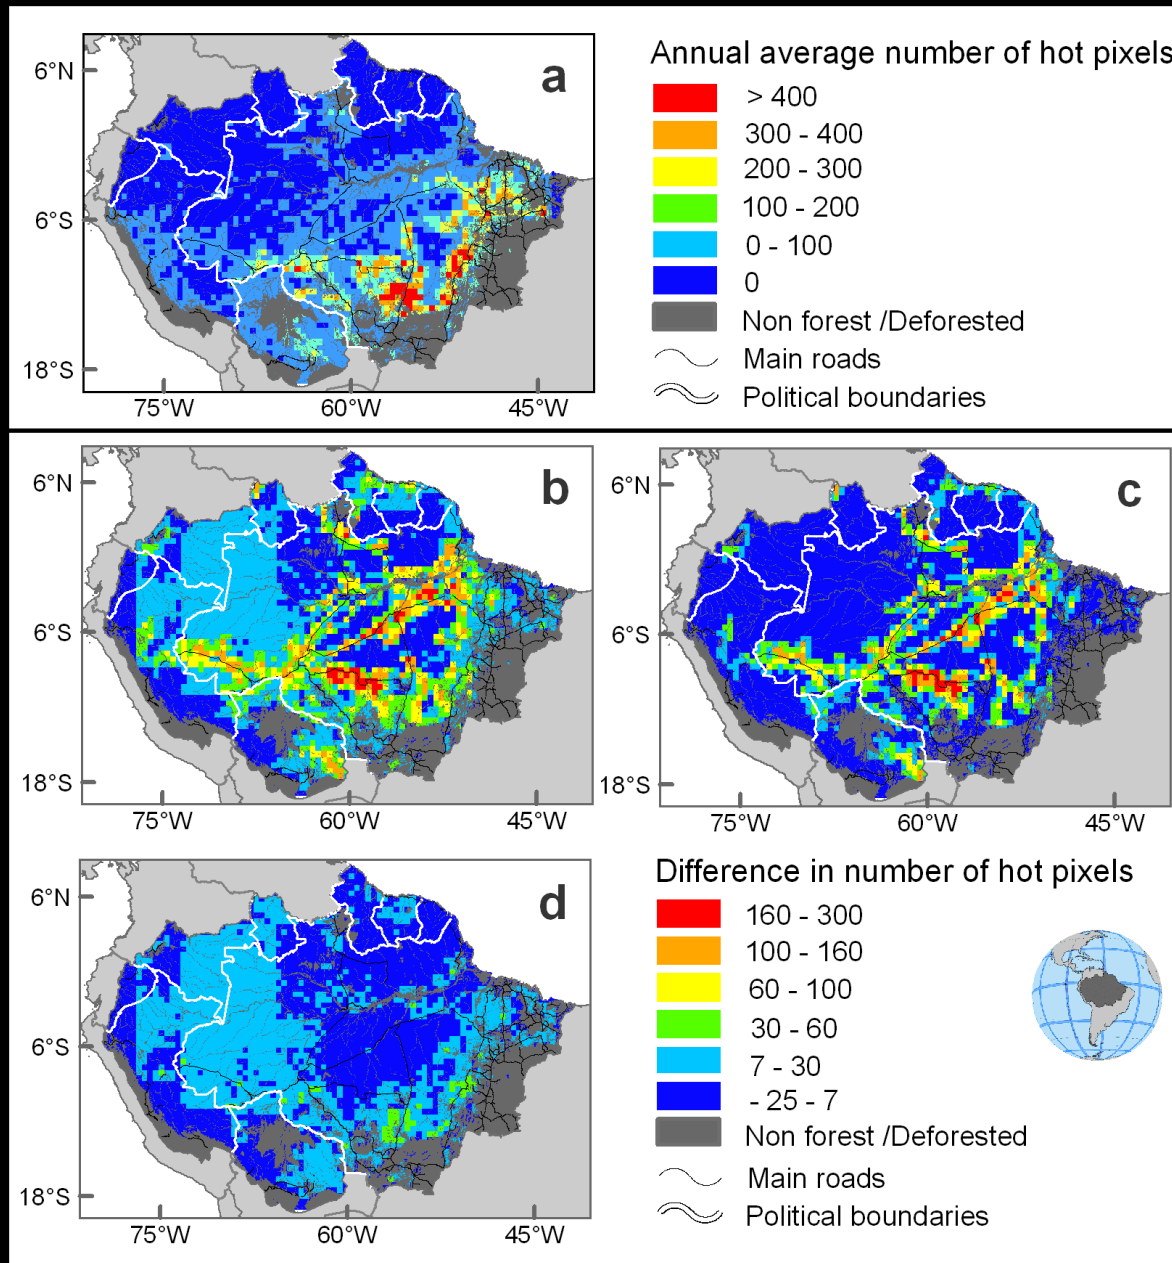 a
6°N
6°S
18°S
75°W
60°W
45°W
Annual average number of hot pixels
> 400
300 - 400
200 - 300
100 - 200
0 - 100
0
Non forest /Deforested
Main roads
Political boundaries
b
6°N
6°S
18°S
75°W
60°W
45°W
c
6°N
6°S
18°S
75°W
60°W
45°W
d
6°N
6°S
18°S
75°W
60°W
45°W
Difference in number of hot pixels
160 - 300
100 - 160
60 - 100
30 - 60
7 - 30
- 25 - 7
Non forest /Deforested
Main roads
Political boundaries